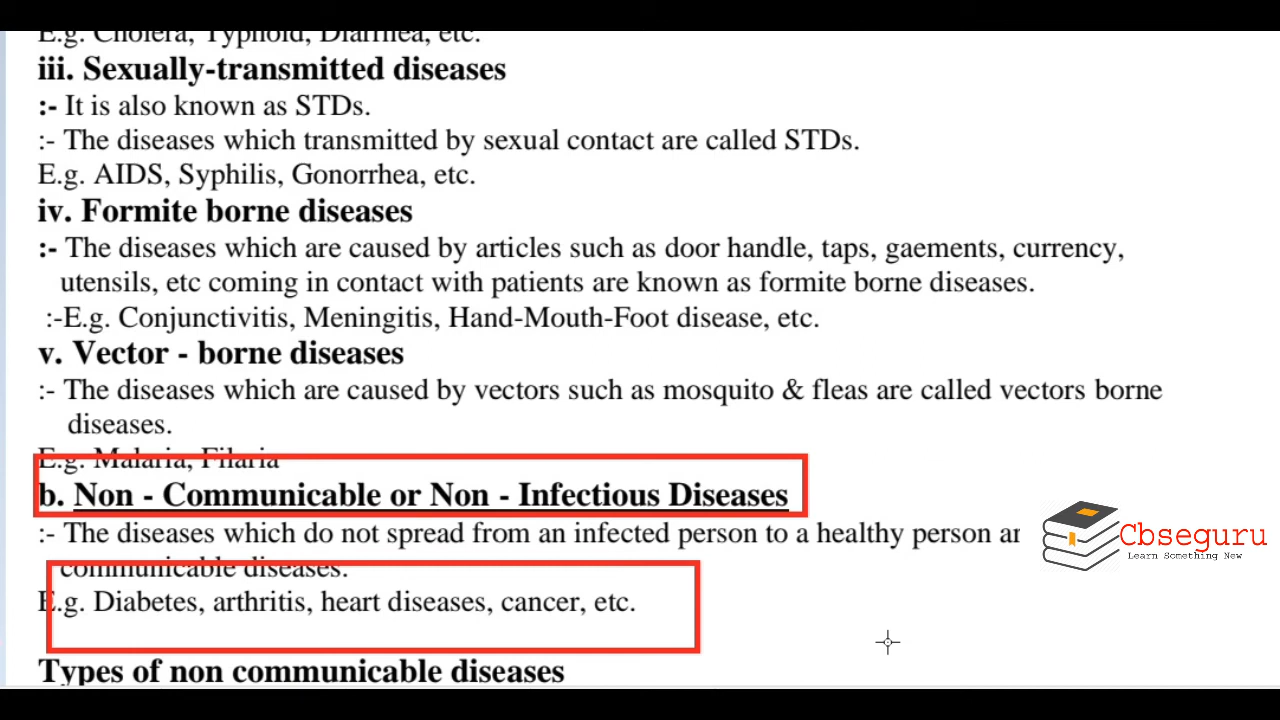 E.g. Cholera, Typhoid, Diarrhea, etc.
iii. Sexually-transmitted diseases
:- It is also known as STDs.
:- The diseases which transmitted by sexual contact are called STDs.
E.g. AIDS, Syphilis, Gonorrhea, etc.
iv. Formite borne diseases
:- The diseases which are caused by articles such as door handle, taps, gaements, currency,
utensils, etc coming in contact with patients are known as formite borne diseases.
:-E.g. Conjunctivitis, Meningitis, Hand-Mouth-Foot disease, etc.
v. Vector - borne diseases
:- The diseases which are caused by vectors such as mosquito & fleas are called vectors borne
diseases.
E.g. Malaria, Filaria
b. Non - Communicable or Non - Infectious Diseases
:- The diseases which do not spread from an infected person to a healthy person
communicable diseases.
E.g. Diabetes, arthritis, heart diseases, cancer, etc.
Types of non communicable diseases
Cbseguru
Learn Something New